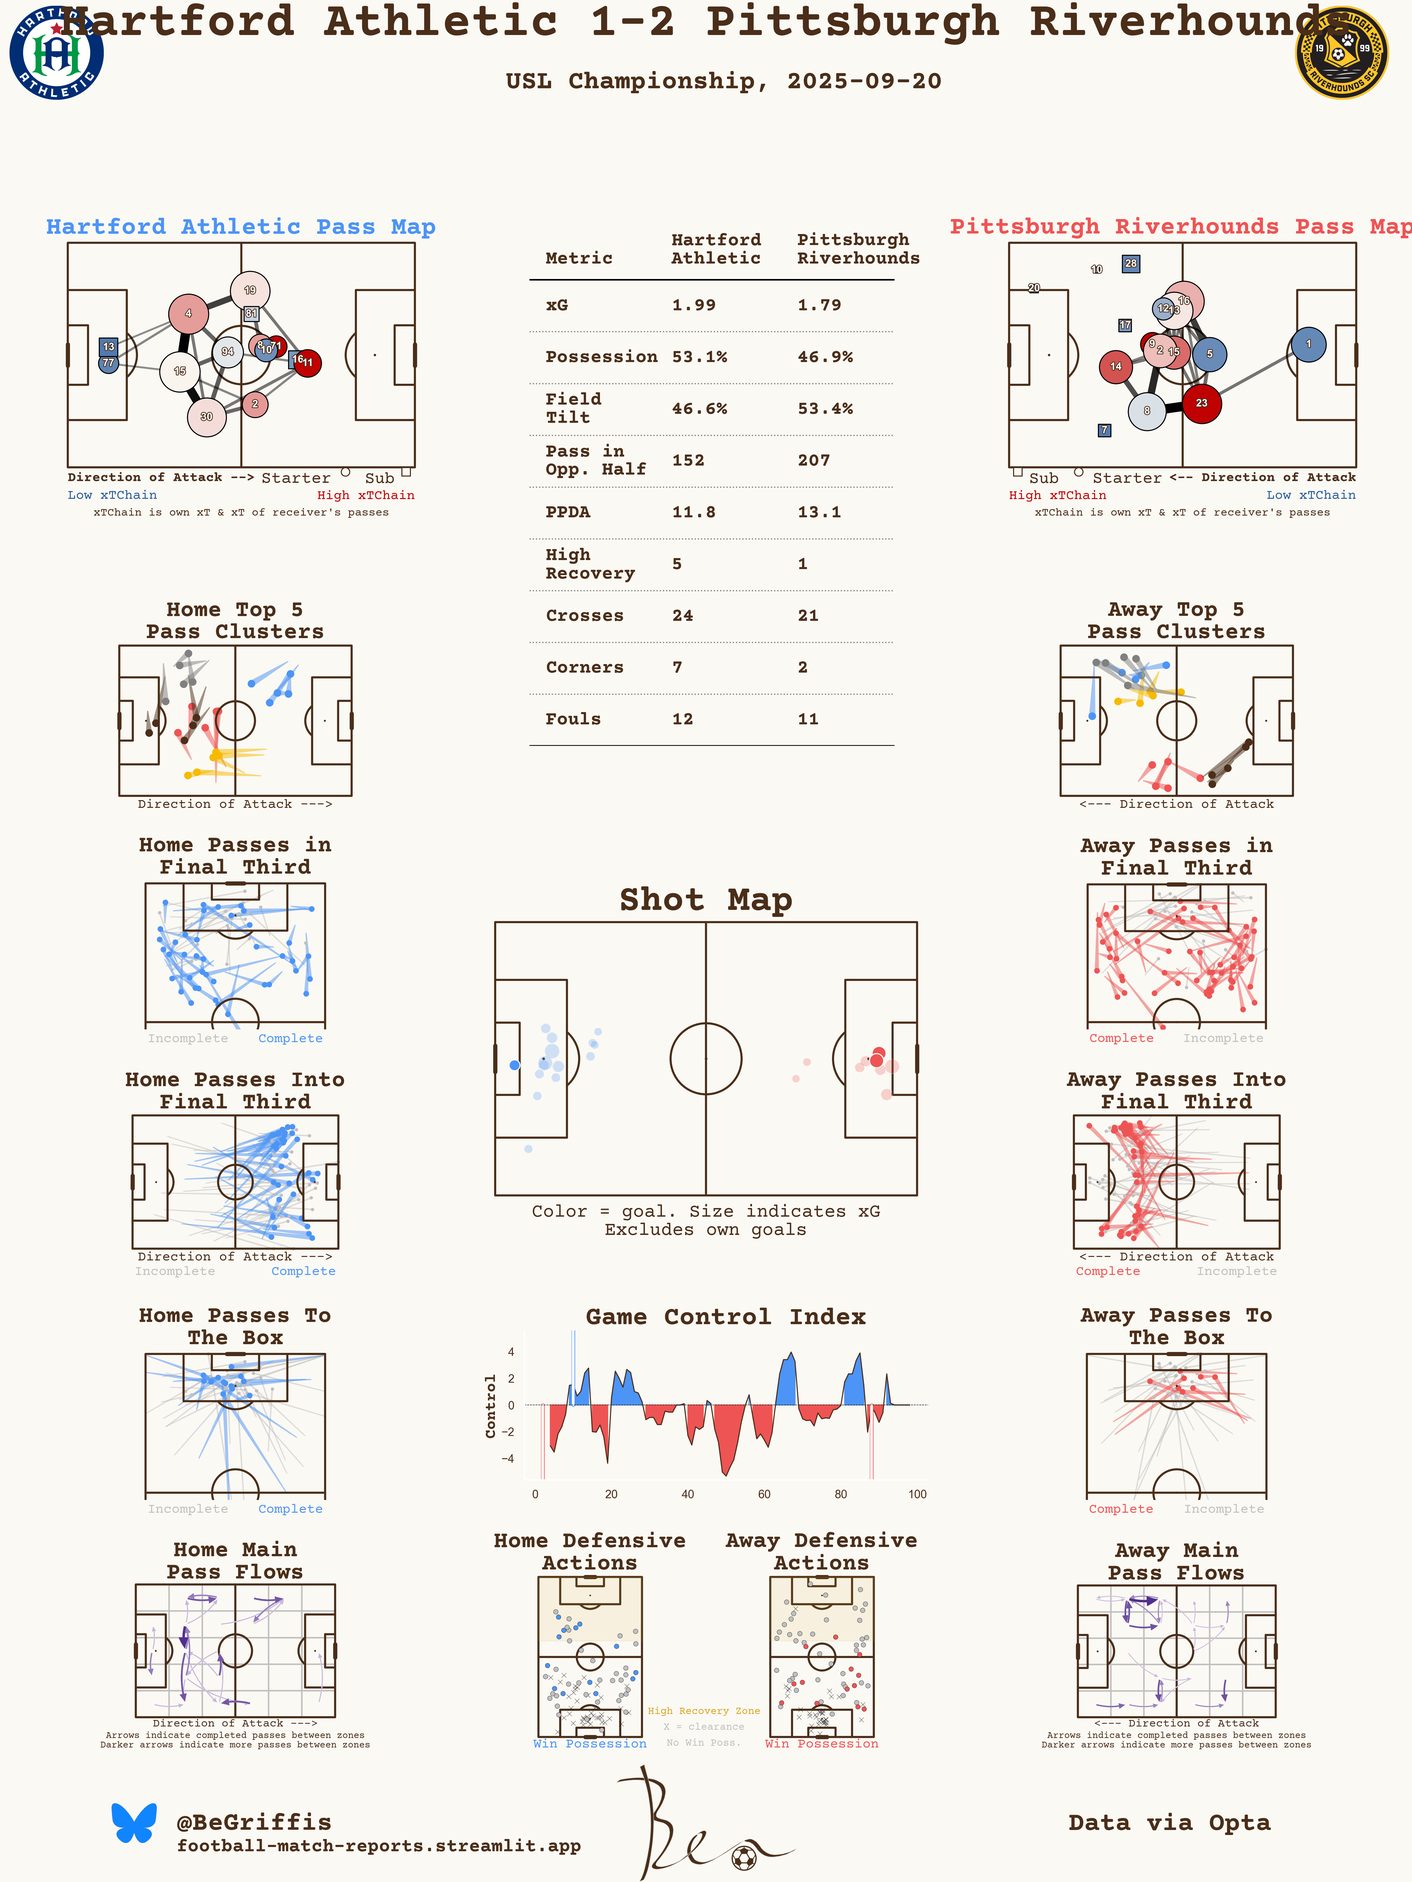 Hartford Athletic 1-2 Pittsburgh Riverhounds
USL Championship, 2025-09-20
HARTFORD
ATHLETIC
PITTSBURGH
19 99
RIVERHOUNDS SC
Hartford Athletic Pass Map
4
19
81
13
77
94
8
71
10
16
11
15
30
2
Direction of Attack --> Starter Sub
Low xTChain High xTChain
xTChain is own xT & xT of receiver's passes
Metric Hartford Athletic Pittsburgh Riverhounds
xG 1.99 1.79
Possession 53.1% 46.9%
Field Tilt 46.6% 53.4%
Pass in Opp. Half 152 207
PPDA 11.8 13.1
High Recovery 5 1
Crosses 24 21
Corners 7 2
Fouls 12 11
Pittsburgh Riverhounds Pass Map
10
28
20
16
12
13
17
9
2
15
5
1
14
8
23
7
Sub Starter <-- Direction of Attack
High xTChain Low xTChain
xTChain is own xT & xT of receiver's passes
Home Top 5
Pass Clusters
Direction of Attack --->
Away Top 5
Pass Clusters
<--- Direction of Attack
Home Passes in
Final Third
Incomplete Complete
Away Passes in
Final Third
Complete Incomplete
Shot Map
Color = goal. Size indicates xG
Excludes own goals
Home Passes Into
Final Third
Direction of Attack --->
Incomplete Complete
Away Passes Into
Final Third
<--- Direction of Attack
Complete Incomplete
Home Passes To
The Box
Incomplete Complete
Game Control Index
Control
4
2
0
−2
−4
0 20 40 60 80 100
Away Passes To
The Box
Complete Incomplete
Home Main
Pass Flows
Direction of Attack --->
Arrows indicate completed passes between zones
Darker arrows indicate more passes between zones
Home Defensive
Actions
Win Possession
High Recovery Zone
X = clearance
No Win Poss.
Away Defensive
Actions
Win Possession
Away Main
Pass Flows
<--- Direction of Attack
Arrows indicate completed passes between zones
Darker arrows indicate more passes between zones
@BeGriffis
football-match-reports.streamlit.app
Ben
Data via Opta